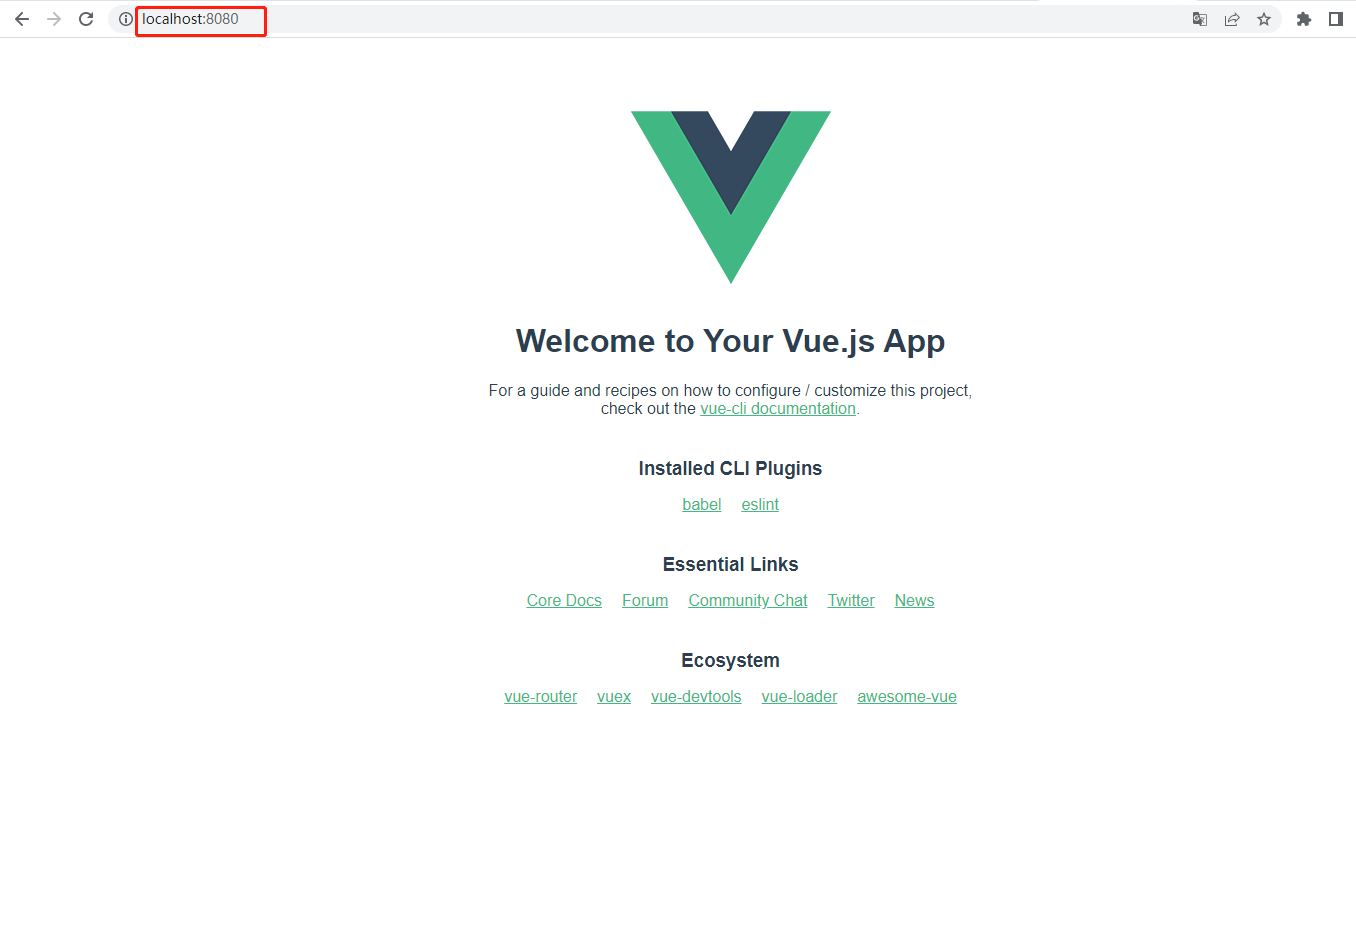 localhost:8080
Welcome to Your Vue.js App
For a guide and recipes on how to configure / customize this project,
check out the vue-cli documentation.
Installed CLI Plugins
babel eslint
Essential Links
Core Docs Forum Community Chat Twitter News
Ecosystem
vue-router vuex vue-devtools vue-loader awesome-vue